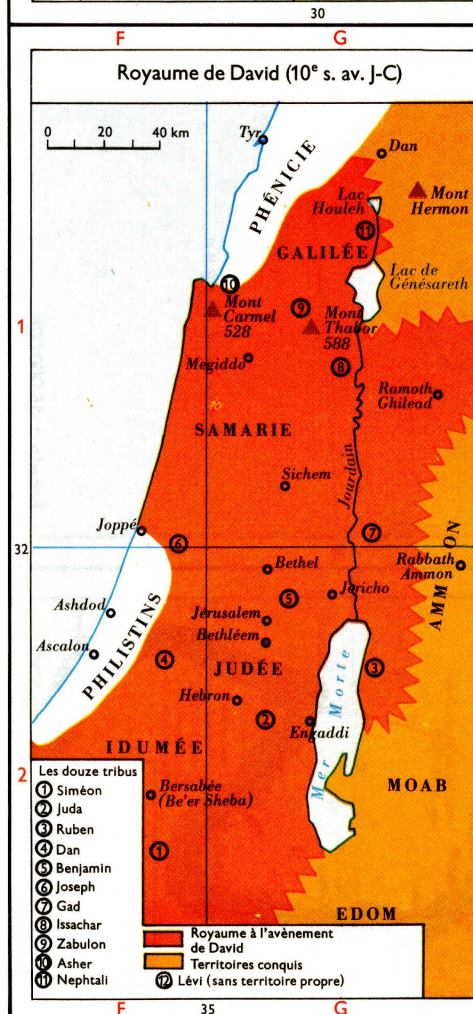 30
F G
Royaume de David (10e s. av. J-C)
0 20 40 km
Tyr
PHÉNICIE
Dan
Lac
Houleh
Mont
Hermon
11
GALILÉE
Lac de
Génésareth
10
Mont
Carmel
528
9
Mont
Thabor
588
1
Megiddo
8
Ramoth
Ghilead
SAMARIE
Sichem
Jourdain
Joppé
6
7
32
Bethel
Rabbath
Ammon
AMMON
5
Jéricho
Ashdod
Jérusalem
Bethléem
Ascalon
PHILISTINS
4
JUDÉE
3
Hebron
2
Engaddi
Mer Morte
IDUMÉE
2
MOAB
Bersabée
(Be'er Sheba)
1
EDOM
Les douze tribus
1 Siméon
2 Juda
3 Ruben
4 Dan
5 Benjamin
6 Joseph
7 Gad
8 Issachar
9 Zabulon
10 Asher
11 Nephtali
Royaume à l'avènement
de David
Territoires conquis
12 Lévi (sans territoire propre)
F 35 G